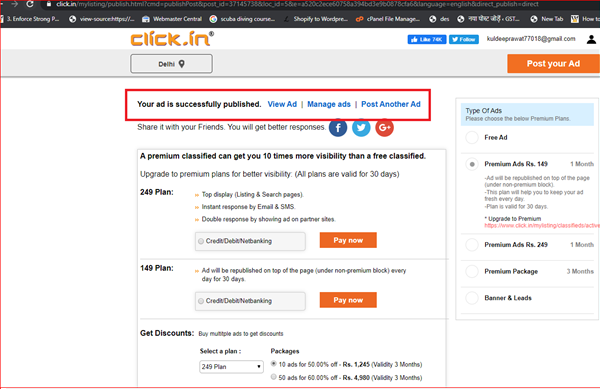 click.in/mylisting/publish.html?cmd=publishPost&post_id=37145738&loc_id=5&e=a520c2ece60758a394bd3e9b0878cfa6&language=english&direct_publish=direct
3. Enforce Strong P... view-source:https://... Webmaster Central scuba diving course... Shopify to Wordpre... cPanel File Manage... des नया पोस्ट जोड़ें ‹ GST... How To
click.in®
Like 74K Follow kuldeeprawat77018@gmail.com
Delhi
Post your Ad
Your ad is successfully published. View Ad | Manage ads | Post Another Ad
Share it with your Friends. You will get better responses. f G+
A premium classified can get you 10 times more visibility than a free classified.
Upgrade to premium plans for better visibility: (All plans are valid for 30 days)
249 Plan:
» Top display (Listing & Search pages).
» Instant response by Email & SMS.
» Double response by showing ad on partner sites.
Credit/Debit/Netbanking Pay now
149 Plan:
» Ad will be republished on top of the page (under non-premium block) every
day for 30 days.
Credit/Debit/Netbanking Pay now
Get Discounts: Buy multiple ads to get discounts
Select a plan : Packages
249 Plan
10 ads for 50.00% off - Rs. 1,245 (Validity 3 Months)
50 ads for 60.00% off - Rs. 4,980 (Validity 3 Months)
Type Of Ads
Please choose the below Premium Plans.
Free Ad
Premium Ads Rs. 149 1 Month
-Ad will be republished on top of the page
(under non-premium block).
-This plan will help you to keep your ad
fresh every day.
-Plan is valid for 30 days.
* Upgrade to Premium
https://www.click.in/mylisting/classifieds/active
Premium Ads Rs. 249 1 Month
Premium Package 3 Months
Banner & Leads